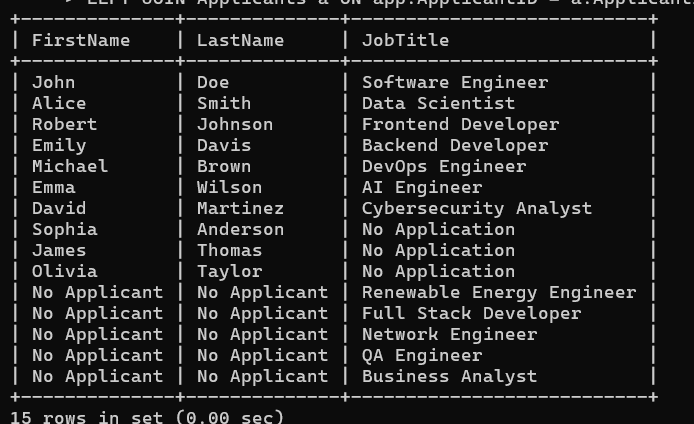 > LEFT JOIN Applicants a ON app.ApplicantID = a.Applicant
+--------------+--------------+---------------------------+
| FirstName | LastName | JobTitle |
+--------------+--------------+---------------------------+
| John | Doe | Software Engineer |
| Alice | Smith | Data Scientist |
| Robert | Johnson | Frontend Developer |
| Emily | Davis | Backend Developer |
| Michael | Brown | DevOps Engineer |
| Emma | Wilson | AI Engineer |
| David | Martinez | Cybersecurity Analyst |
| Sophia | Anderson | No Application |
| James | Thomas | No Application |
| Olivia | Taylor | No Application |
| No Applicant | No Applicant | Renewable Energy Engineer |
| No Applicant | No Applicant | Full Stack Developer |
| No Applicant | No Applicant | Network Engineer |
| No Applicant | No Applicant | QA Engineer |
| No Applicant | No Applicant | Business Analyst |
+--------------+--------------+---------------------------+
15 rows in set (0.00 sec)